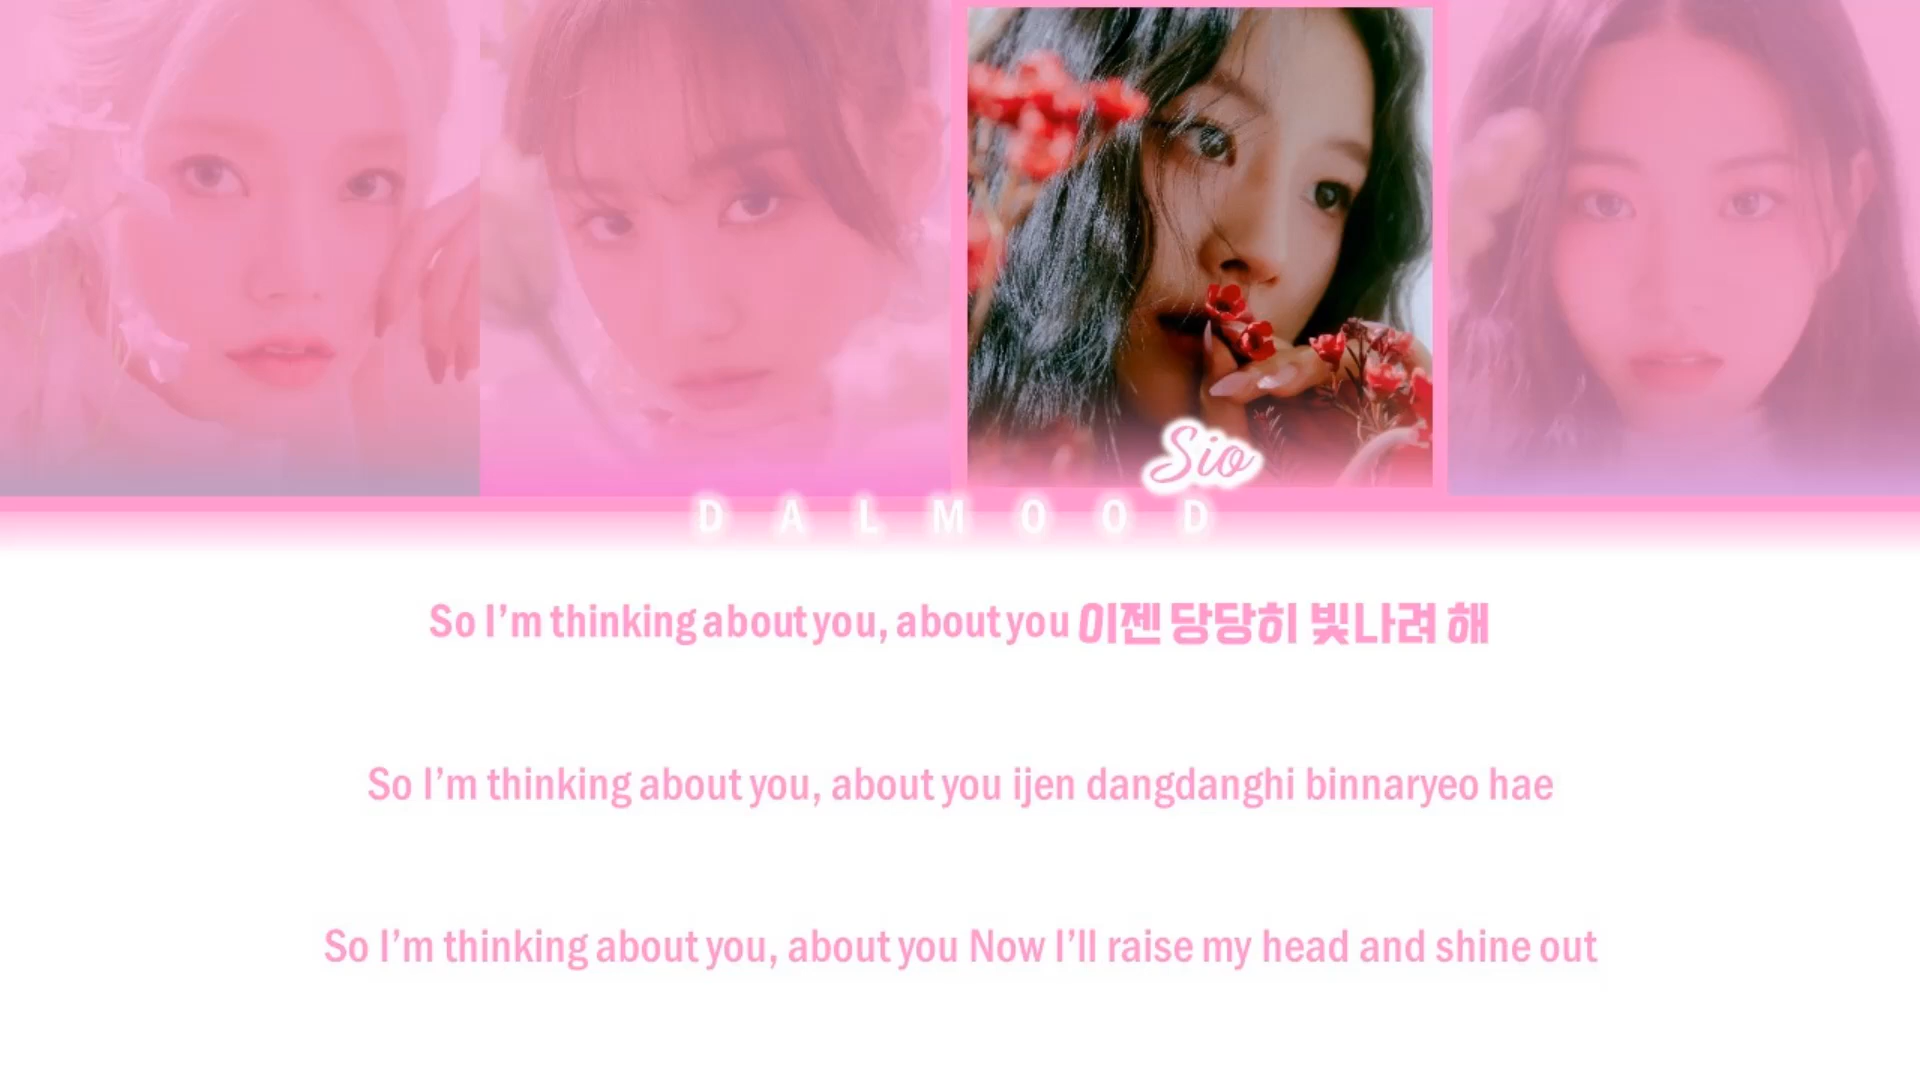 Sio
DALMOOD
So I'm thinking about you, about you 이젠 당당히 빛나려 해
So I'm thinking about you, about you ijen dangdanghi binnaryeo hae
So I'm thinking about you, about you Now I'll raise my head and shine out